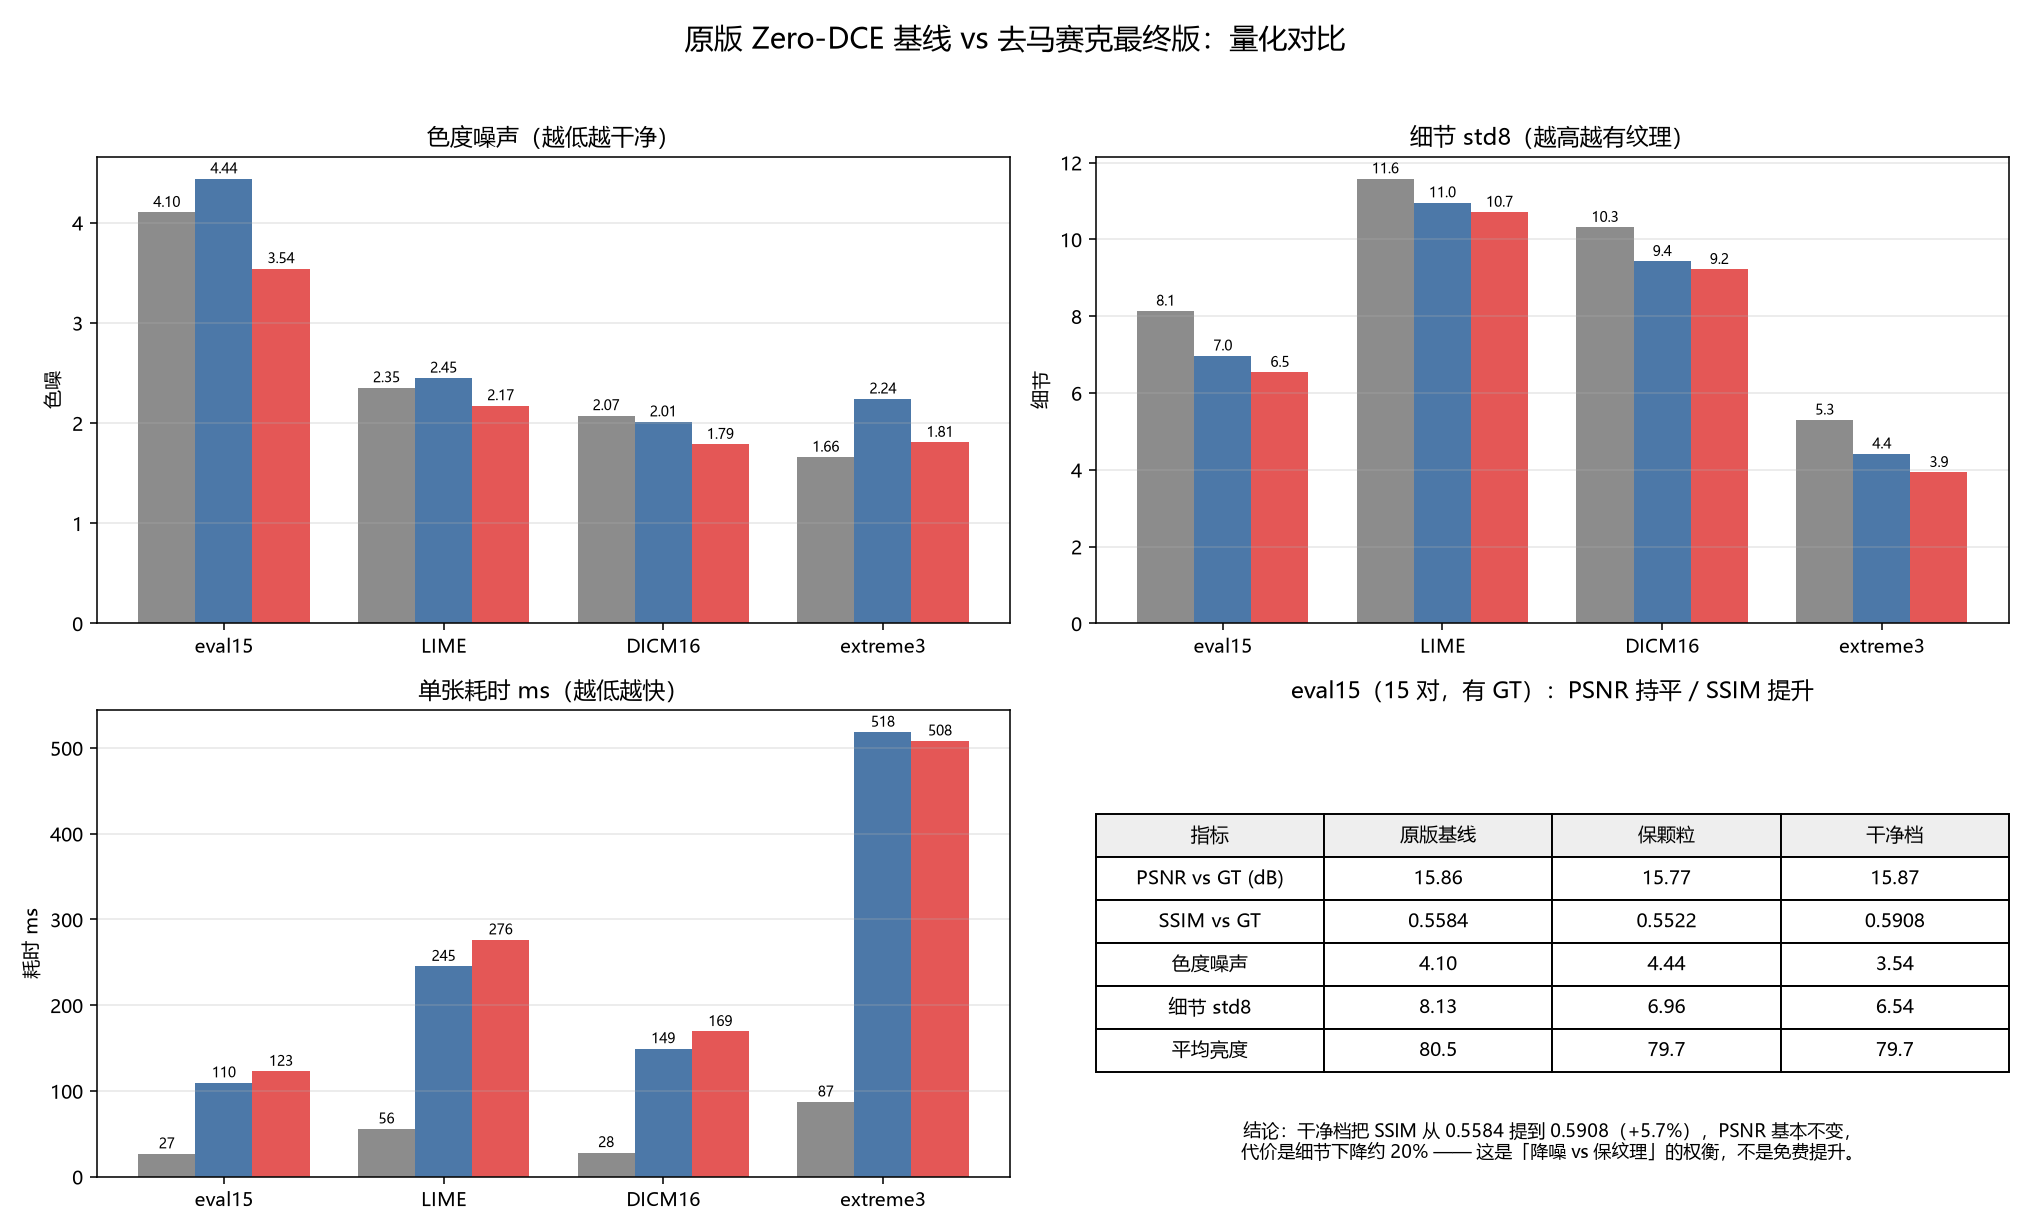 原版 Zero-DCE 基线 vs 去马赛克最终版：量化对比
色度噪声（越低越干净）
色噪
4
3
2
1
0
4.10
4.44
3.54
2.35
2.45
2.17
2.07
2.01
1.79
1.66
2.24
1.81
eval15
LIME
DICM16
extreme3
细节 std8（越高越有纹理）
细节
12
10
8
6
4
2
0
8.1
7.0
6.5
11.6
11.0
10.7
10.3
9.4
9.2
5.3
4.4
3.9
eval15
LIME
DICM16
extreme3
单张耗时 ms（越低越快）
耗时 ms
500
400
300
200
100
0
27
110
123
56
245
276
28
149
169
87
518
508
eval15
LIME
DICM16
extreme3
eval15（15 对，有 GT）：PSNR 持平 / SSIM 提升
指标 原版基线 保颗粒 干净档
PSNR vs GT (dB) 15.86 15.77 15.87
SSIM vs GT 0.5584 0.5522 0.5908
色度噪声 4.10 4.44 3.54
细节 std8 8.13 6.96 6.54
平均亮度 80.5 79.7 79.7
结论：干净档把 SSIM 从 0.5584 提到 0.5908（+5.7%），PSNR 基本不变，
代价是细节下降约 20% —— 这是「降噪 vs 保纹理」的权衡，不是免费提升。